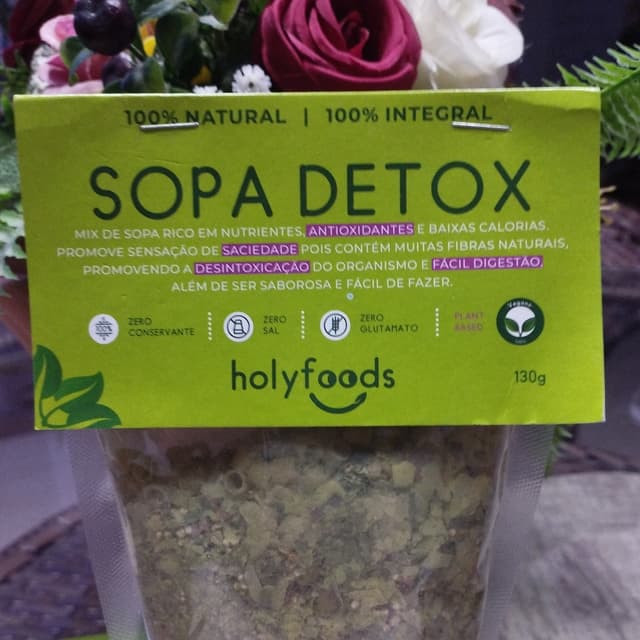 100% NATURAL | 100% INTEGRAL
SOPA DETOX
MIX DE SOPA RICO EM NUTRIENTES, ANTIOXIDANTES E BAIXAS CALORIAS.
PROMOVE SENSAÇÃO DE SACIEDADE POIS CONTÉM MUITAS FIBRAS NATURAIS,
PROMOVENDO A DESINTOXICAÇÃO DO ORGANISMO E FÁCIL DIGESTÃO,
ALÉM DE SER SABOROSA E FÁCIL DE FAZER.
100%
ZERO
CONSERVANTE
ZERO
SAL
ZERO
GLUTAMATO
PLANT
BASED
Vegano
holyfoods
130g